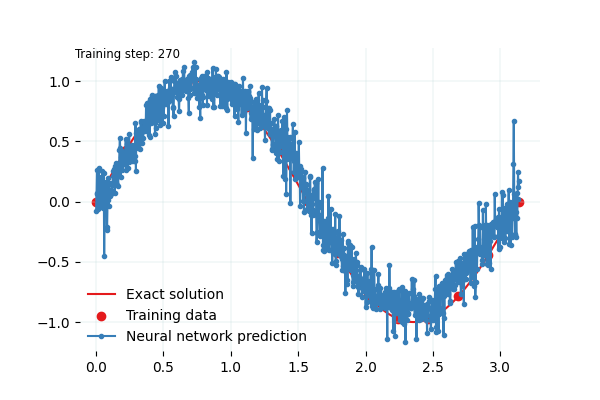 Training step: 270
1.0
0.5
0.0
−0.5
−1.0
Exact solution
Training data
Neural network prediction
0.0 0.5 1.0 1.5 2.0 2.5 3.0